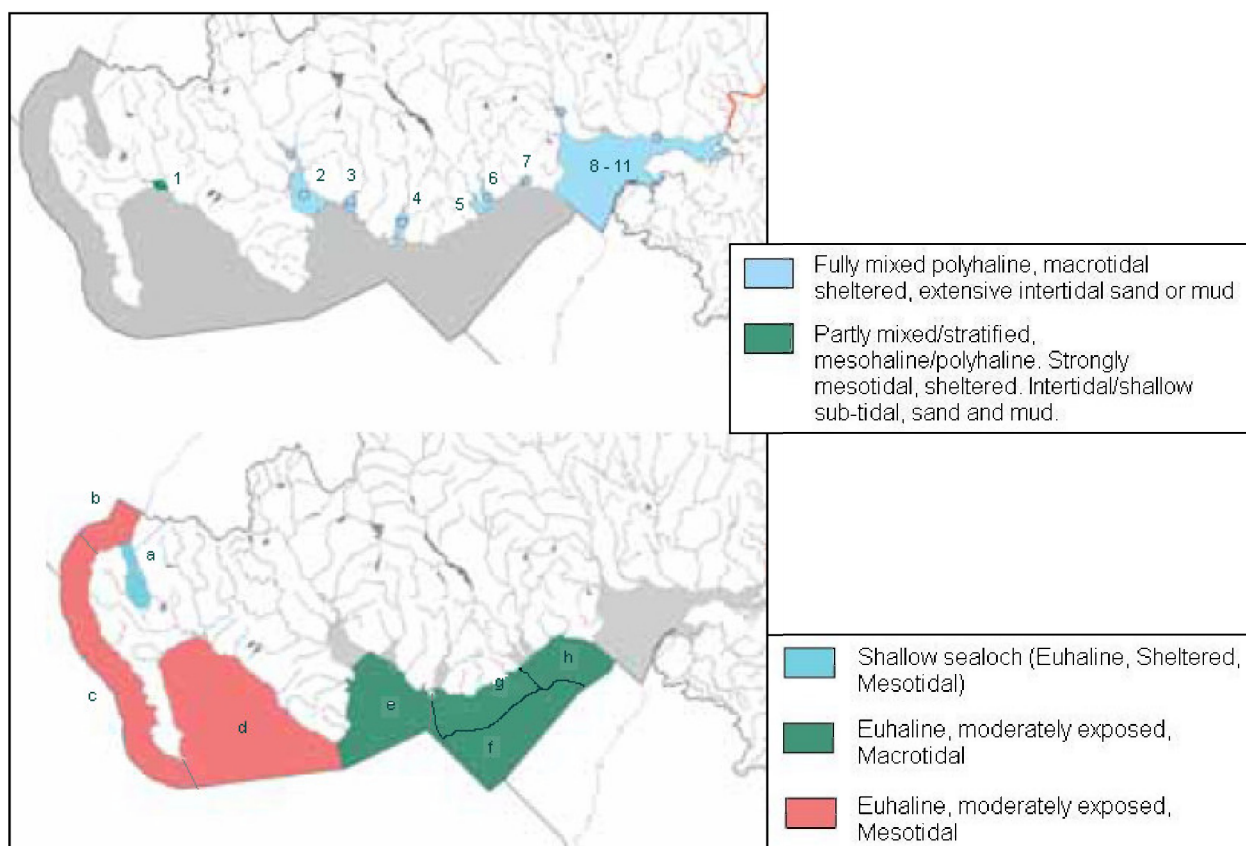 1
2
3
4
5
6
7
8 - 11
Fully mixed polyhaline, macrotidal
sheltered, extensive intertidal sand or mud
Partly mixed/stratified,
mesohaline/polyhaline. Strongly
mesotidal, sheltered. Intertidal/shallow
sub-tidal, sand and mud.
b
a
c
d
e
g
h
f
Shallow sealoch (Euhaline, Sheltered,
Mesotidal)
Euhaline, moderately exposed,
Macrotidal
Euhaline, moderately exposed,
Mesotidal